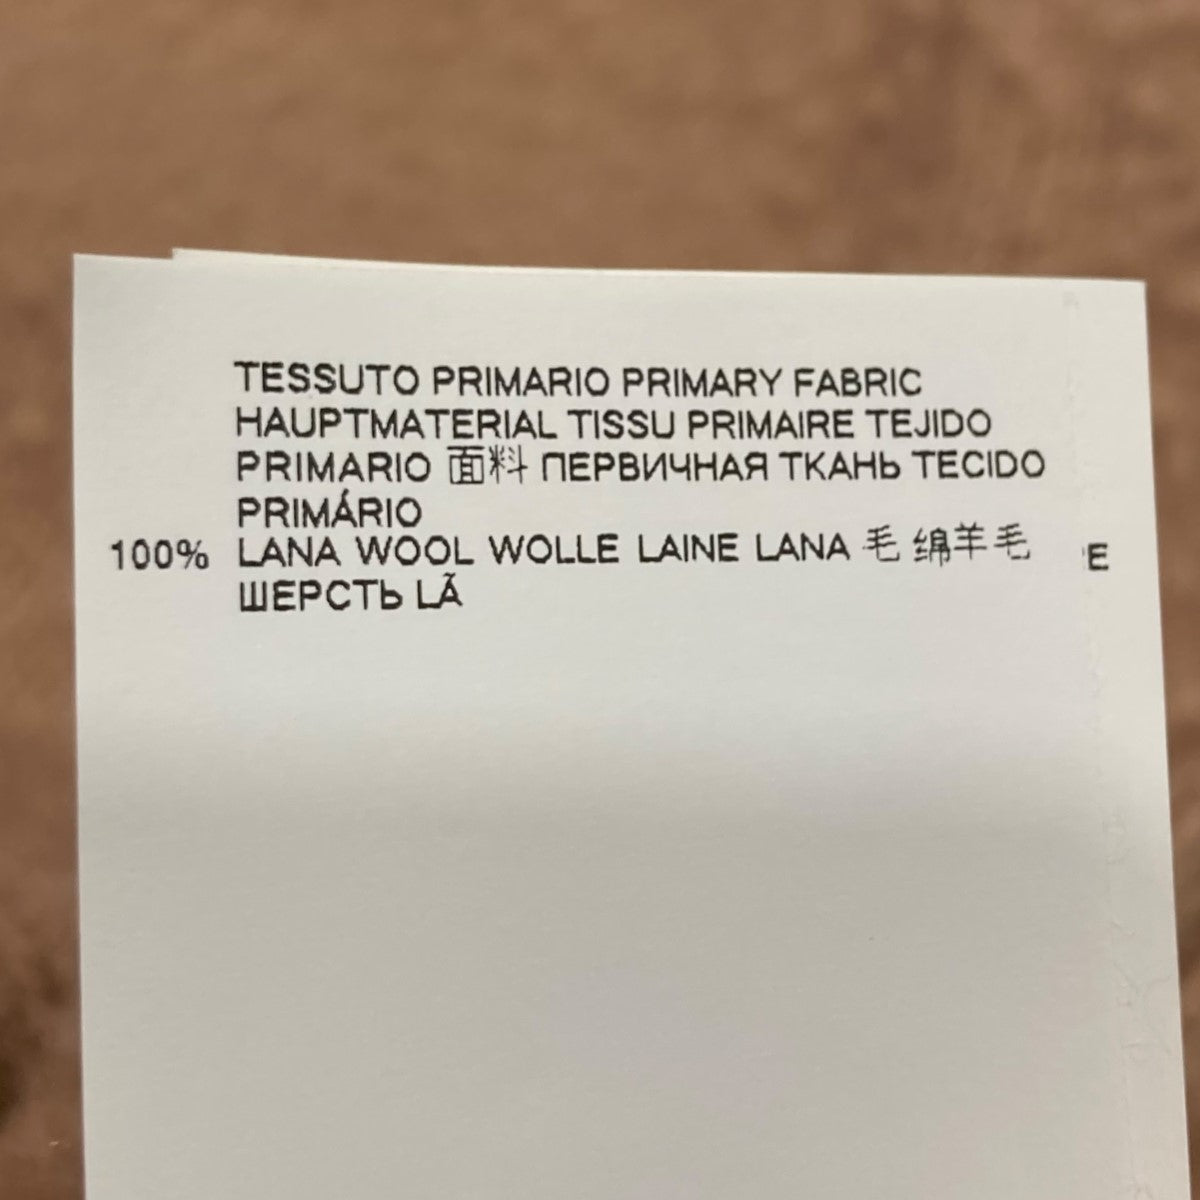 TESSUTO PRIMARIO PRIMARY FABRIC
HAUPTMATERIAL TISSU PRIMAIRE TEJIDO
PRIMARIO 面料 ПЕРВИЧНАЯ ТКАНЬ TECIDO
PRIMÁRIO
100% LANA WOOL WOLLE LAINE LANA 毛 绵羊毛
ШЕРСТЬ LÃ